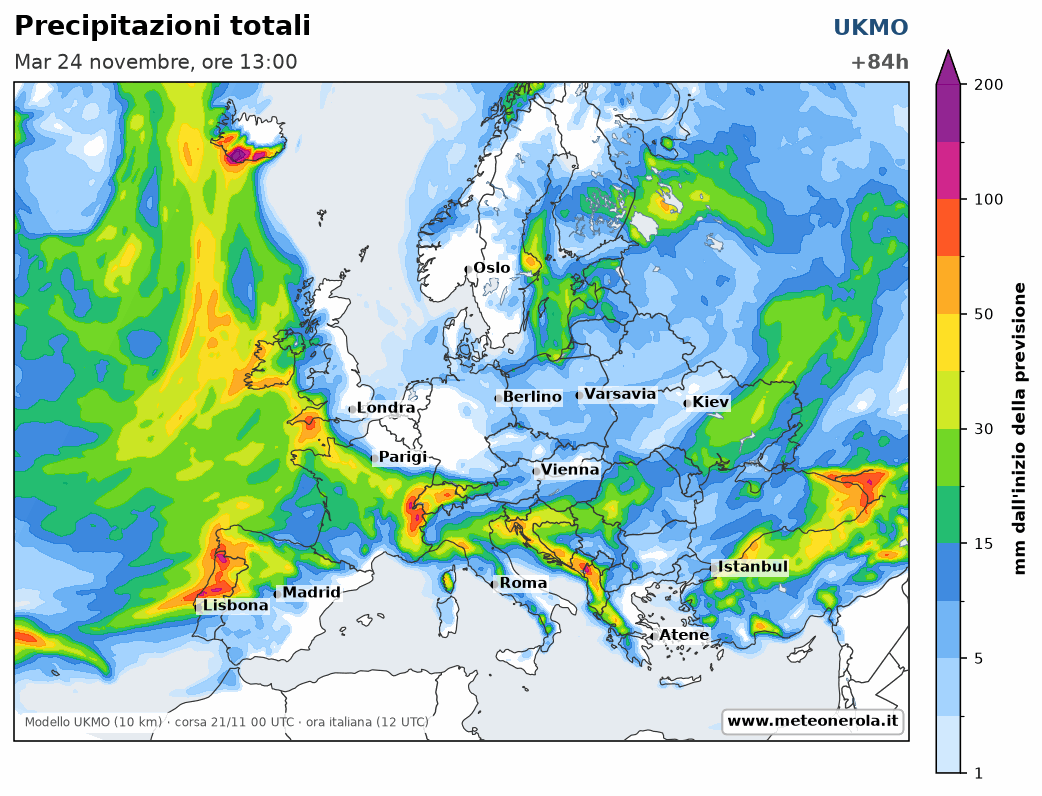 Precipitazioni totali
UKMO
Mar 24 novembre, ore 13:00
+84h
200
100
50
30
15
5
1
mm dall'inizio della previsione
Oslo
Berlino
Varsavia
Kiev
Londra
Parigi
Vienna
Istanbul
Roma
Madrid
Lisbona
Atene
Modello UKMO (10 km) · corsa 21/11 00 UTC · ora italiana (12 UTC)
www.meteonerola.it